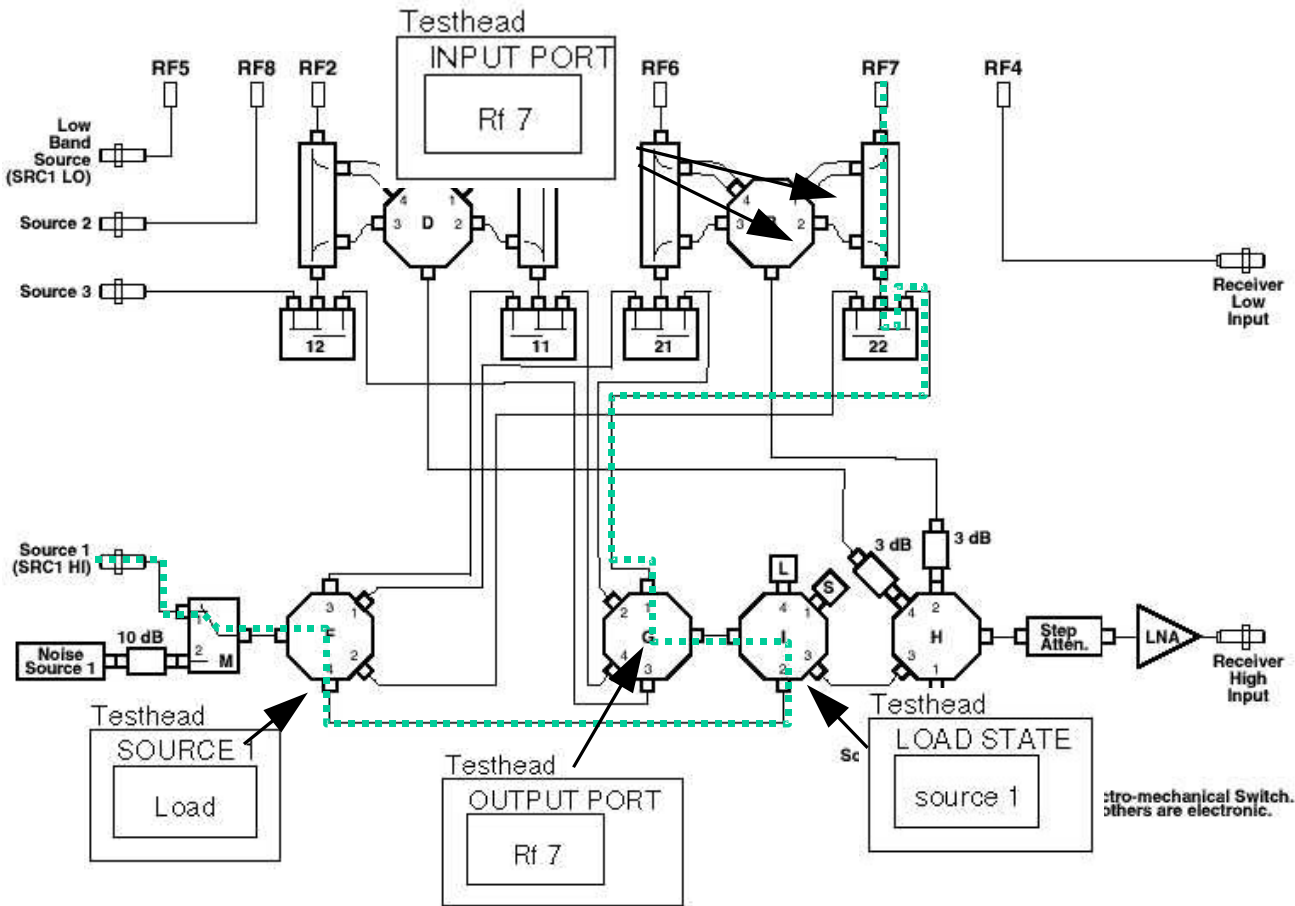 Testhead
INPUT PORT
Rf 7
RF5
RF8
RF2
RF6
RF7
RF4
Low
Band
Source
(SRC1 LO)
Source 2
Source 3
4
1
3
D
2
4
1
3
2
Receiver
Low
Input
12
11
21
22
Source 1
(SRC1 HI)
Noise
Source 1
10 dB
1
2
M
3
1
2
1
2
G
4
3
L
S
4
1
I
3
2
3 dB
3 dB
4
2
H
3
1
Step
Atten.
LNA
Receiver
High
Input
Testhead
SOURCE 1
Load
Testhead
OUTPUT PORT
Rf 7
Testhead
LOAD STATE
source 1
ctro-mechanical Switch.
others are electronic.